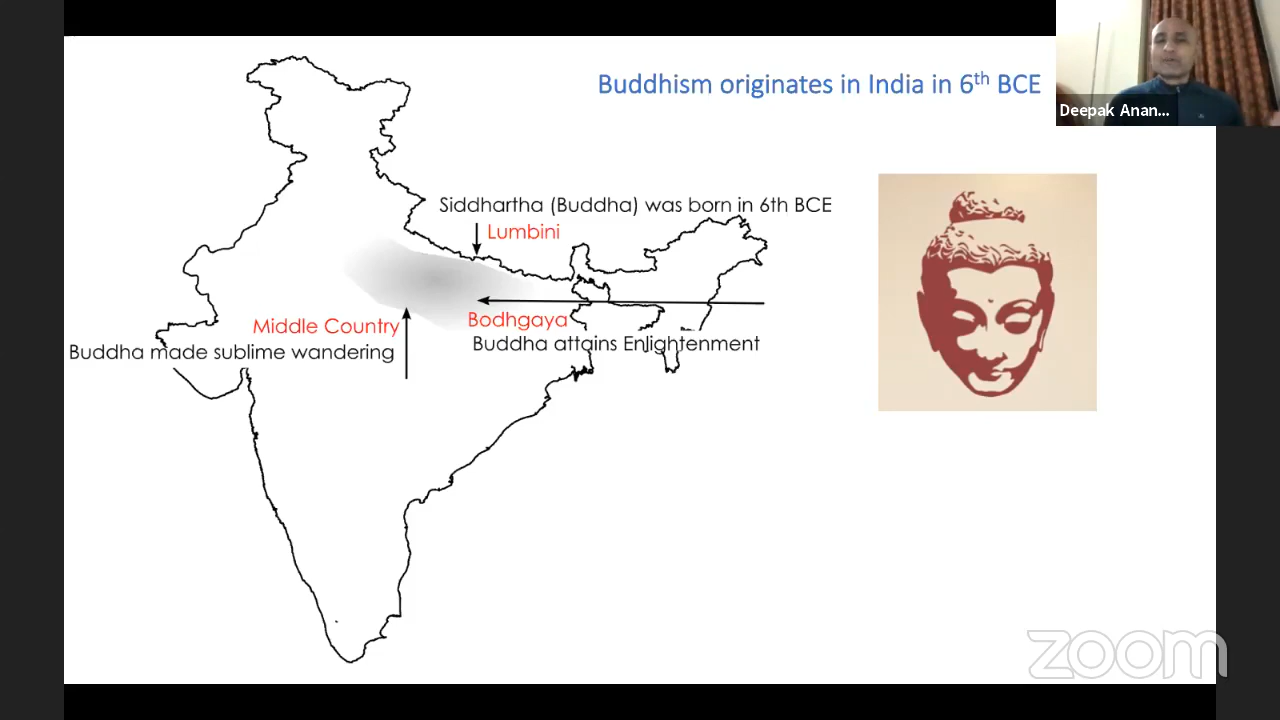 Buddhism originates in India in 6th BCE
Deepak Anan...
Siddhartha (Buddha) was born in 6th BCE
Lumbini
Middle Country
Buddha made sublime wandering
Bodhgaya
Buddha attains Enlightenment
zoom